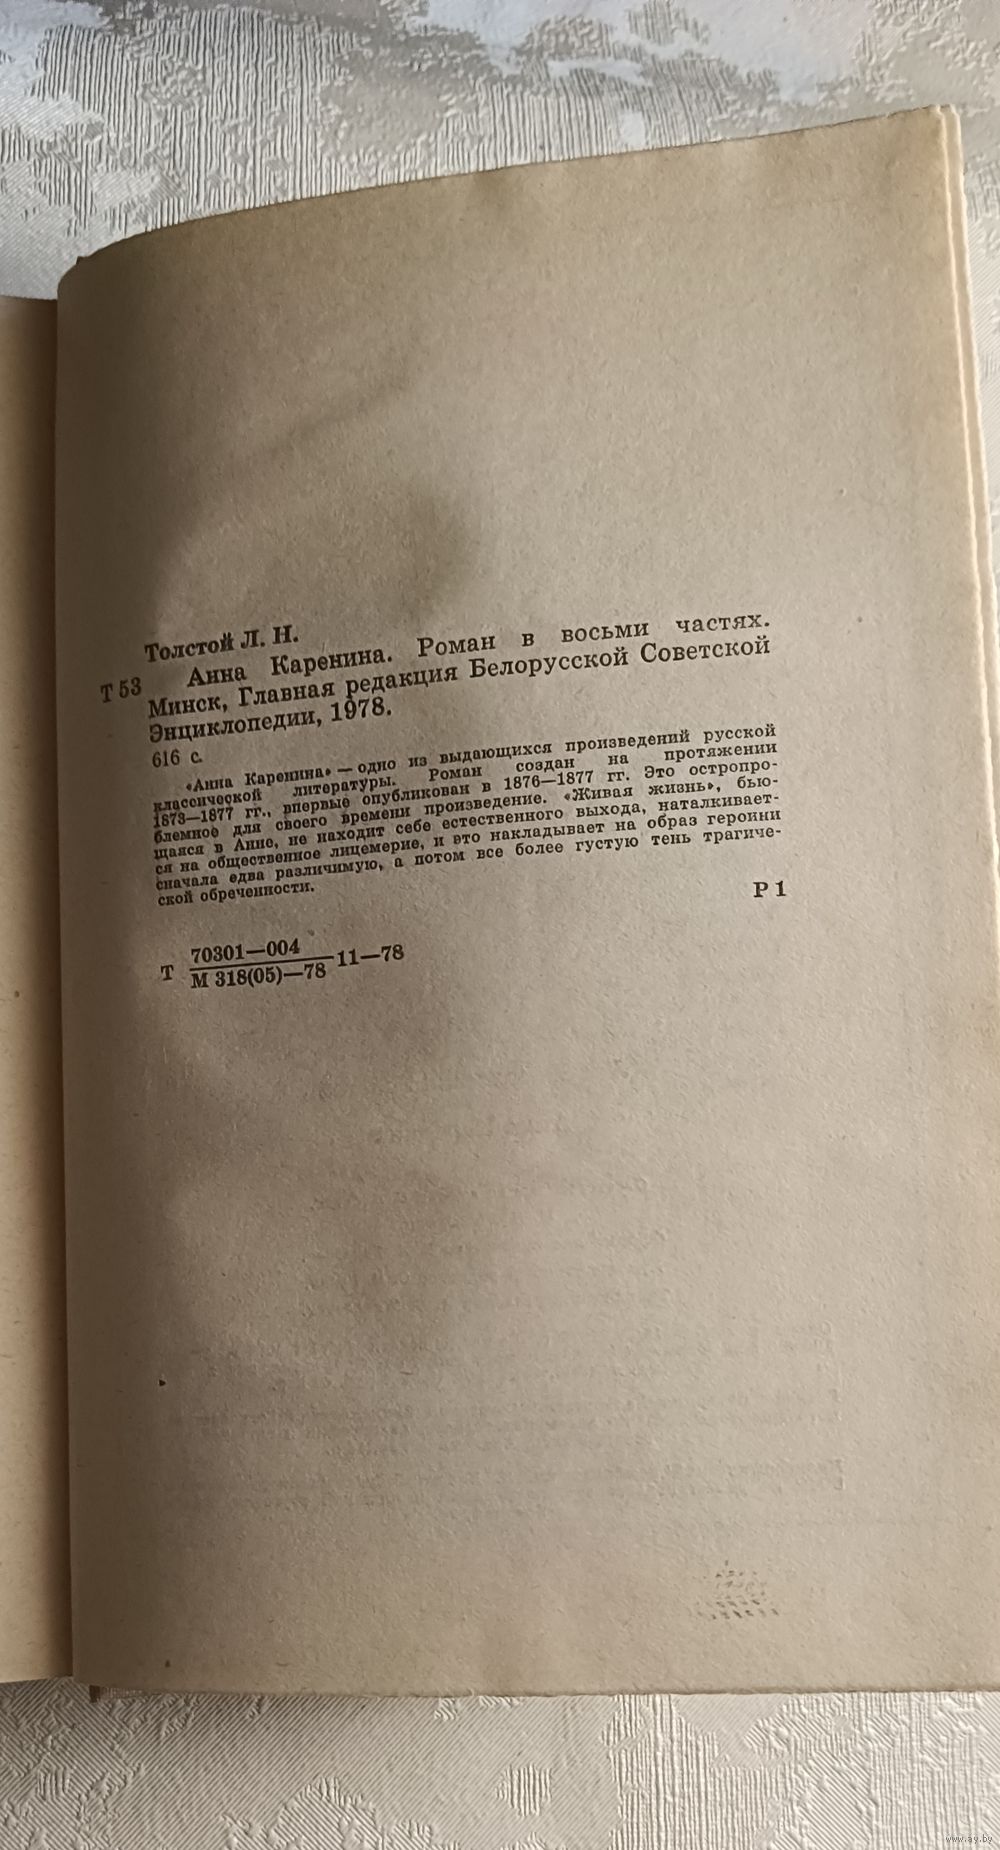 Толстой Л. Н.
Т 53 Анна Каренина. Роман в восьми частях.
Минск, Главная редакция Белорусской Советской
Энциклопедии, 1978.
616 с.
«Анна Каренина» — одно из выдающихся произведений русской
классической литературы. Роман создан на протяжении
1873—1877 гг., впервые опубликован в 1876—1877 гг. Это остропро-
блемное для своего времени произведение. «Живая жизнь», бью-
щаяся в Анне, не находит себе естественного выхода, наталкивает-
ся на общественное лицемерие, и это накладывает на образ героини
сначала едва различимую, а потом все более густую тень трагиче-
ской обреченности.
Р 1
70301—004
Т 11—78
М 318(05)—78
www.ay.by